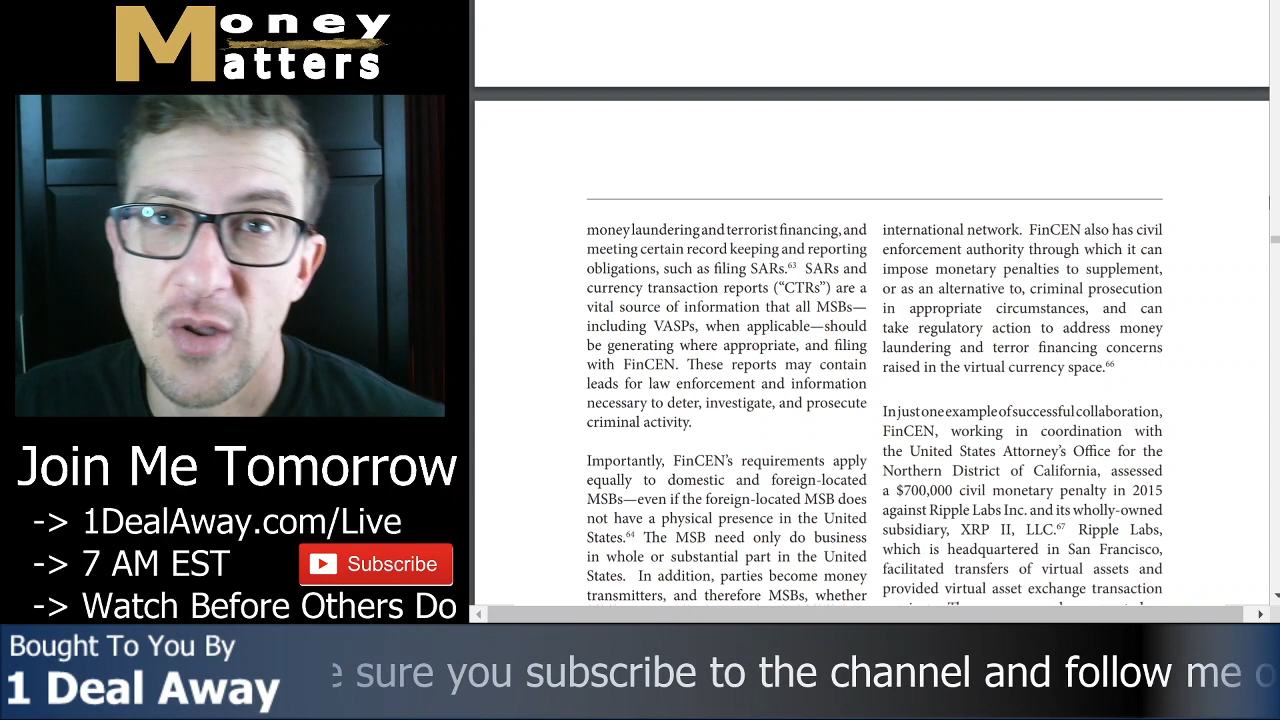 Money
Matters
Join Me Tomorrow
-> 1DealAway.com/Live
-> 7 AM EST
Subscribe
-> Watch Before Others Do
money laundering and terrorist financing, and
meeting certain record keeping and reporting
obligations, such as filing SARs.63 SARs and
currency transaction reports (“CTRs”) are a
vital source of information that all MSBs—
including VASPs, when applicable—should
be generating where appropriate, and filing
with FinCEN. These reports may contain
leads for law enforcement and information
necessary to deter, investigate, and prosecute
criminal activity.
Importantly, FinCEN’s requirements apply
equally to domestic and foreign-located
MSBs—even if the foreign-located MSB does
not have a physical presence in the United
States.64 The MSB need only do business
in whole or substantial part in the United
States. In addition, parties become money
transmitters, and therefore MSBs, whether
international network. FinCEN also has civil
enforcement authority through which it can
impose monetary penalties to supplement,
or as an alternative to, criminal prosecution
in appropriate circumstances, and can
take regulatory action to address money
laundering and terror financing concerns
raised in the virtual currency space.66
In just one example of successful collaboration,
FinCEN, working in coordination with
the United States Attorney’s Office for the
Northern District of California, assessed
a $700,000 civil monetary penalty in 2015
against Ripple Labs Inc. and its wholly-owned
subsidiary, XRP II, LLC.67 Ripple Labs,
which is headquartered in San Francisco,
facilitated transfers of virtual assets and
provided virtual asset exchange transaction
Bought To You By
1 Deal Away
e sure you subscribe to the channel and follow me o